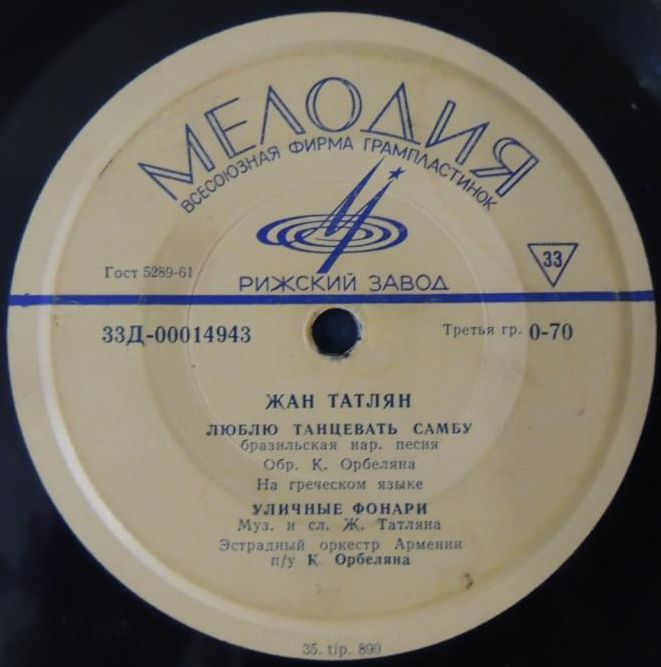 МЕЛОДИЯ
ВСЕСОЮЗНАЯ ФИРМА ГРАМПЛАСТИНОК
РИЖСКИЙ ЗАВОД
33
Гост 5289-61
33Д-00014943
Третья гр. 0-70
ЖАН ТАТЛЯН
ЛЮБЛЮ ТАНЦЕВАТЬ САМБУ
бразильская нар. песня
Обр. К. Орбеляна
На греческом языке
УЛИЧНЫЕ ФОНАРИ
Муз. и сл. Ж. Татляна
Эстрадный оркестр Армении
п/у К Орбеляна
35. tip. 890